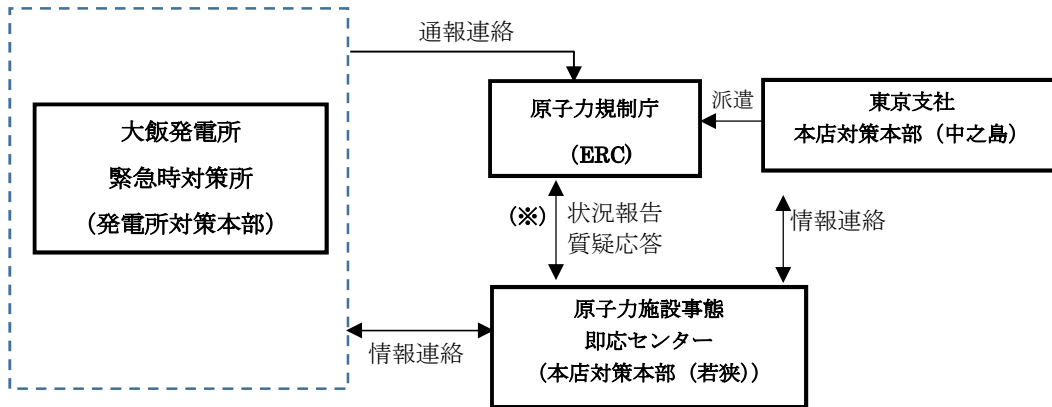 通報連絡
大飯発電所
緊急時対策所
(発電所対策本部)
原子力規制庁
(ERC)
派遣
東京支社
本店対策本部(中之島)
(※)
状況報告
質疑応答
情報連絡
情報連絡
原子力施設事態
即応センター
(本店対策本部(若狭))